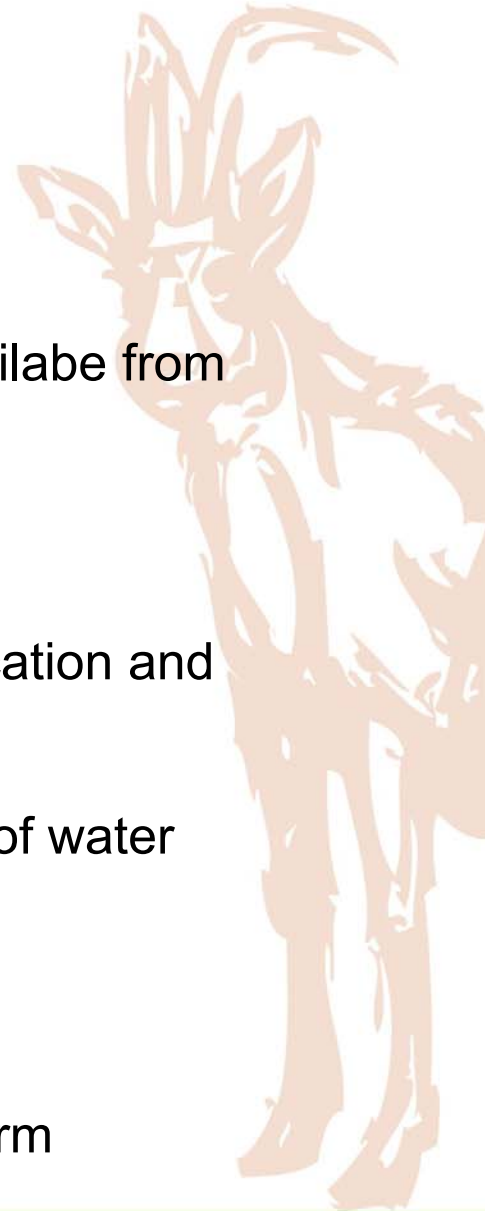 ilabe from
ation and
of water
rm